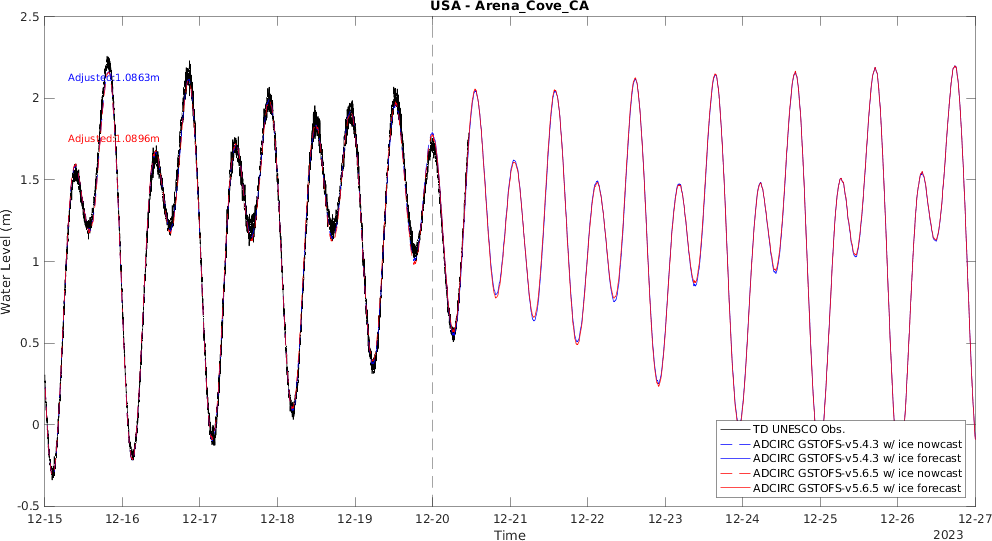 USA - Arena_Cove_CA
2.5
2
1.5
1
0.5
0
-0.5
Water Level (m)
Adjusted:1.0863m
Adjusted:1.0896m
TD UNESCO Obs.
ADCIRC GSTOFS-v5.4.3 w/ ice nowcast
ADCIRC GSTOFS-v5.4.3 w/ ice forecast
ADCIRC GSTOFS-v5.6.5 w/ ice nowcast
ADCIRC GSTOFS-v5.6.5 w/ ice forecast
12-15 12-16 12-17 12-18 12-19 12-20 12-21 12-22 12-23 12-24 12-25 12-26 12-27
Time
2023